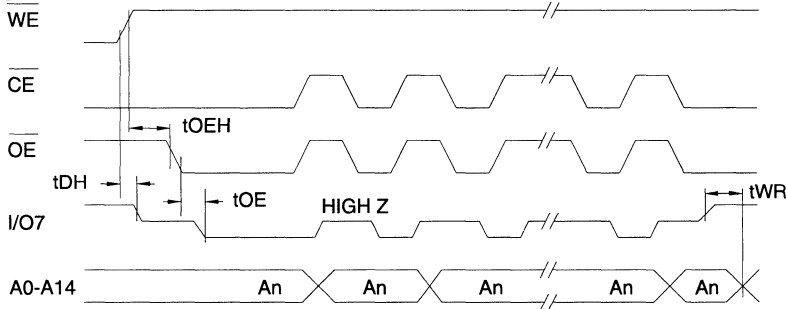 WE
CE
tOEH
OE
tDH
tOE
HIGH Z
tWR
I/O7
A0-A14 An An An An An